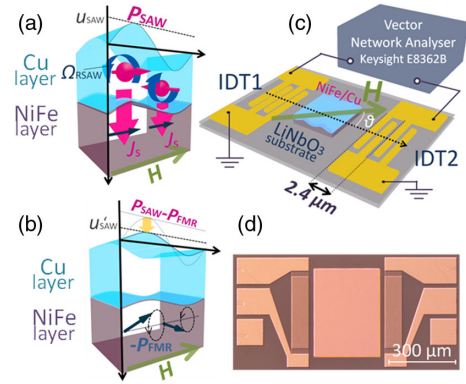 (a)
u_SAW
P_SAW
Cu
layer
Ω_RSAW
NiFe
layer
J_S
J_S
H
(b)
u'_SAW
P_SAW-P_FMR
Cu
layer
NiFe
layer
-P_FMR
H
(c)
Vector
Network Analyser
Keysight E8362B
IDT1
NiFe/Cu
H
ϑ
LiNbO₃
substrate
IDT2
2.4 μm
(d)
300 μm